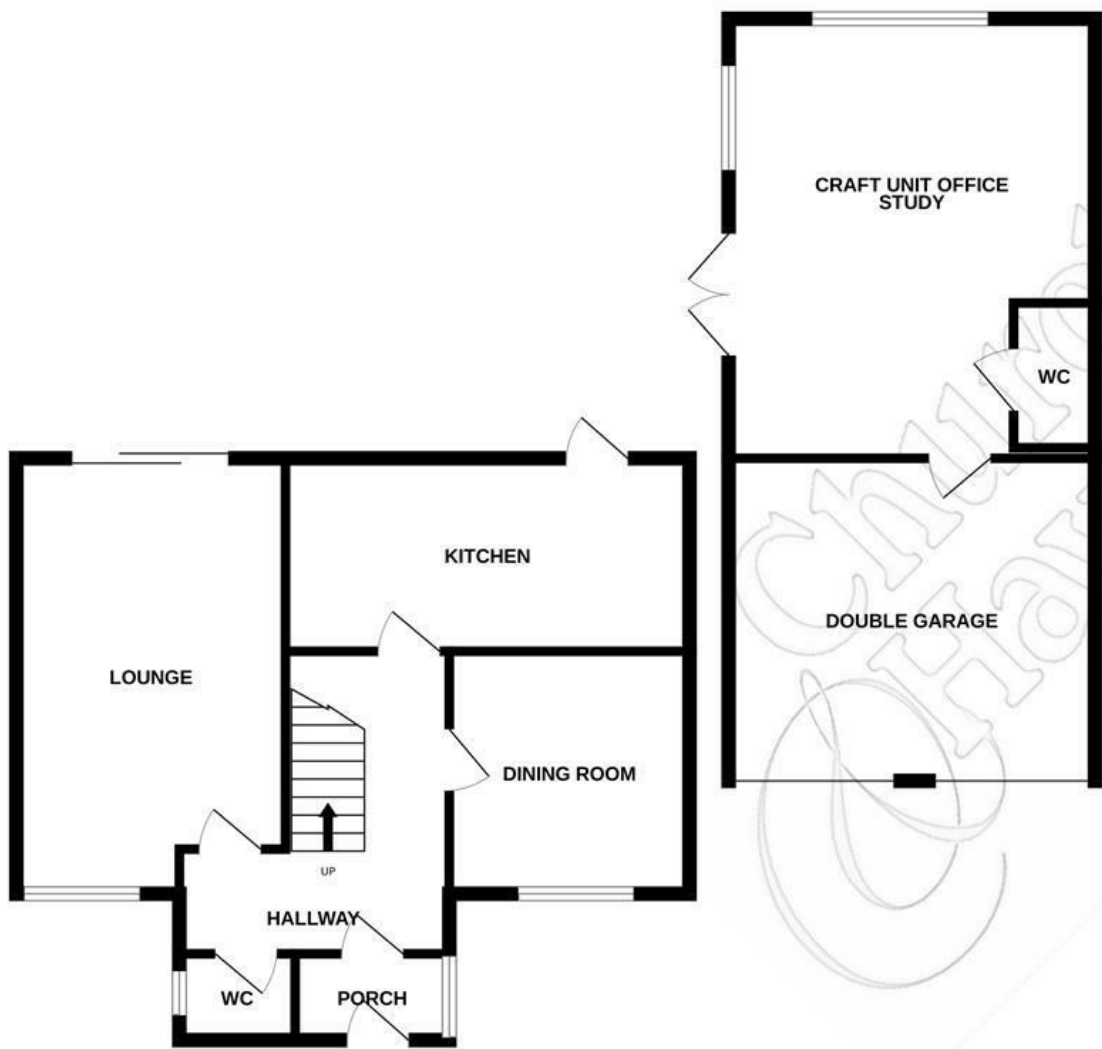 CRAFT UNIT OFFICE
STUDY
WC
KITCHEN
LOUNGE
DOUBLE GARAGE
DINING ROOM
UP
HALLWAY
WC
PORCH